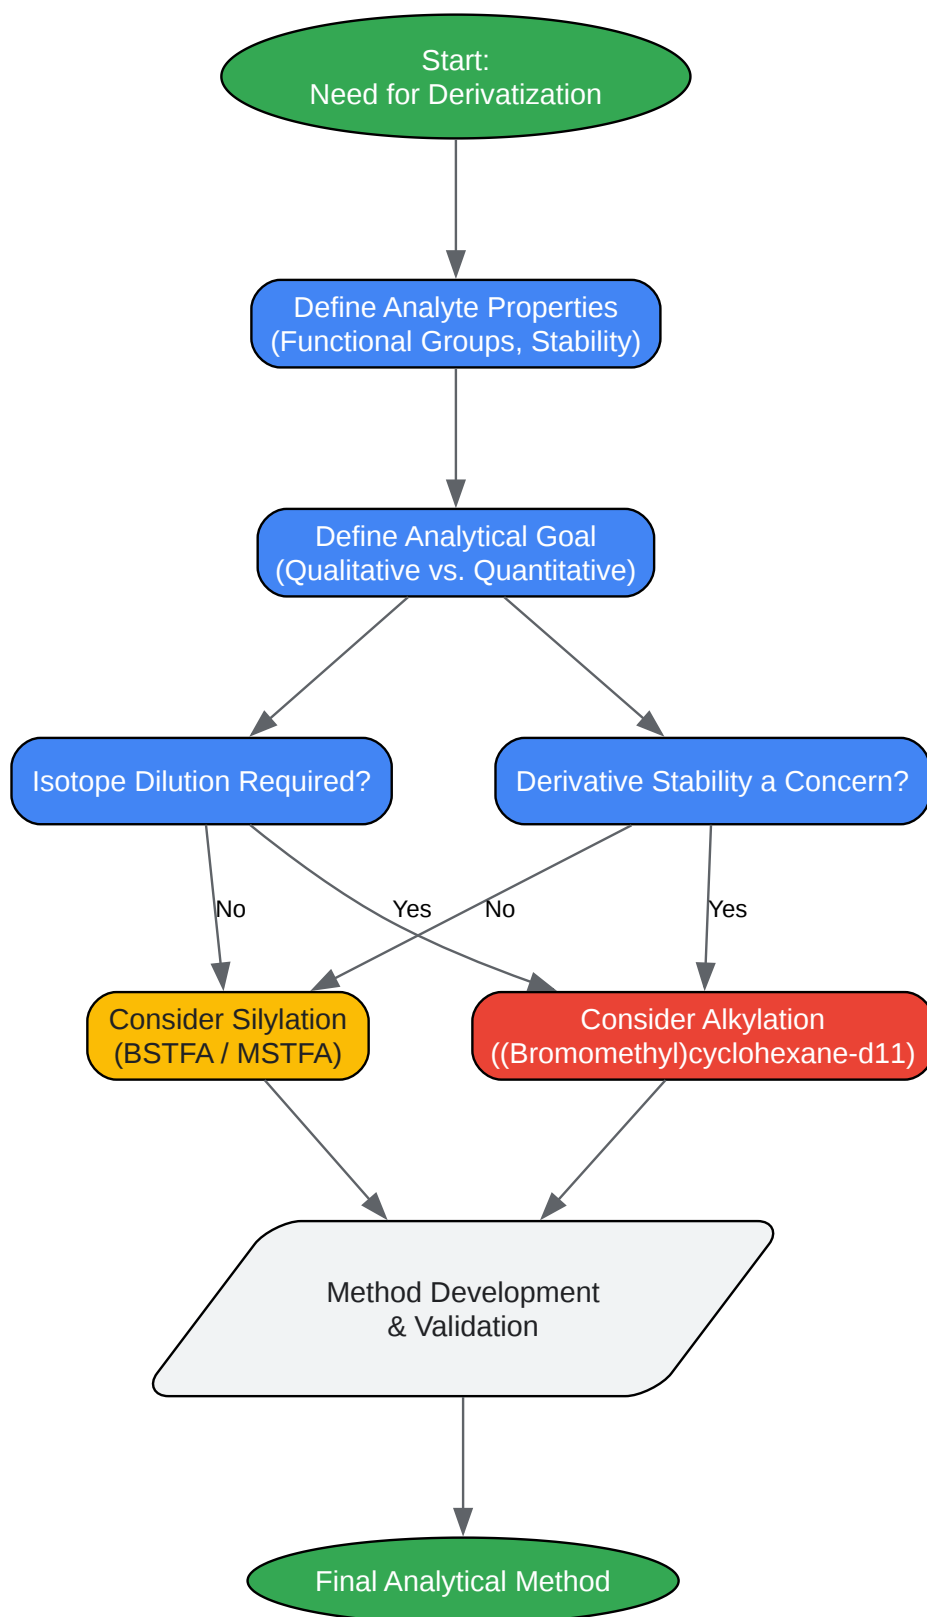 Start:
Need for Derivatization
Define Analyte Properties
(Functional Groups, Stability)
Define Analytical Goal
(Qualitative vs. Quantitative)
Isotope Dilution Required?
Derivative Stability a Concern?
No
Yes
No
Yes
Consider Silylation
(BSTFA / MSTFA)
Consider Alkylation
((Bromomethyl)cyclohexane-d11)
Method Development
& Validation
Final Analytical Method